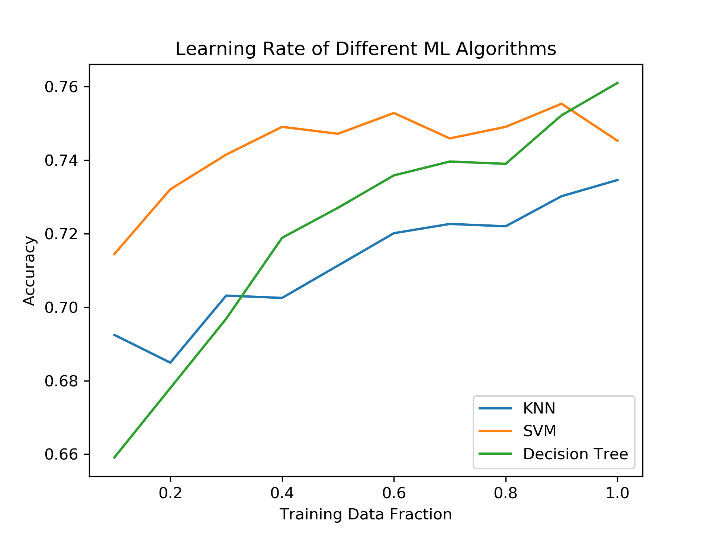 Learning Rate of Different ML Algorithms
0.76
0.74
0.72
0.70
0.68
0.66
Accuracy
KNN
SVM
Decision Tree
0.2 0.4 0.6 0.8 1.0
Training Data Fraction